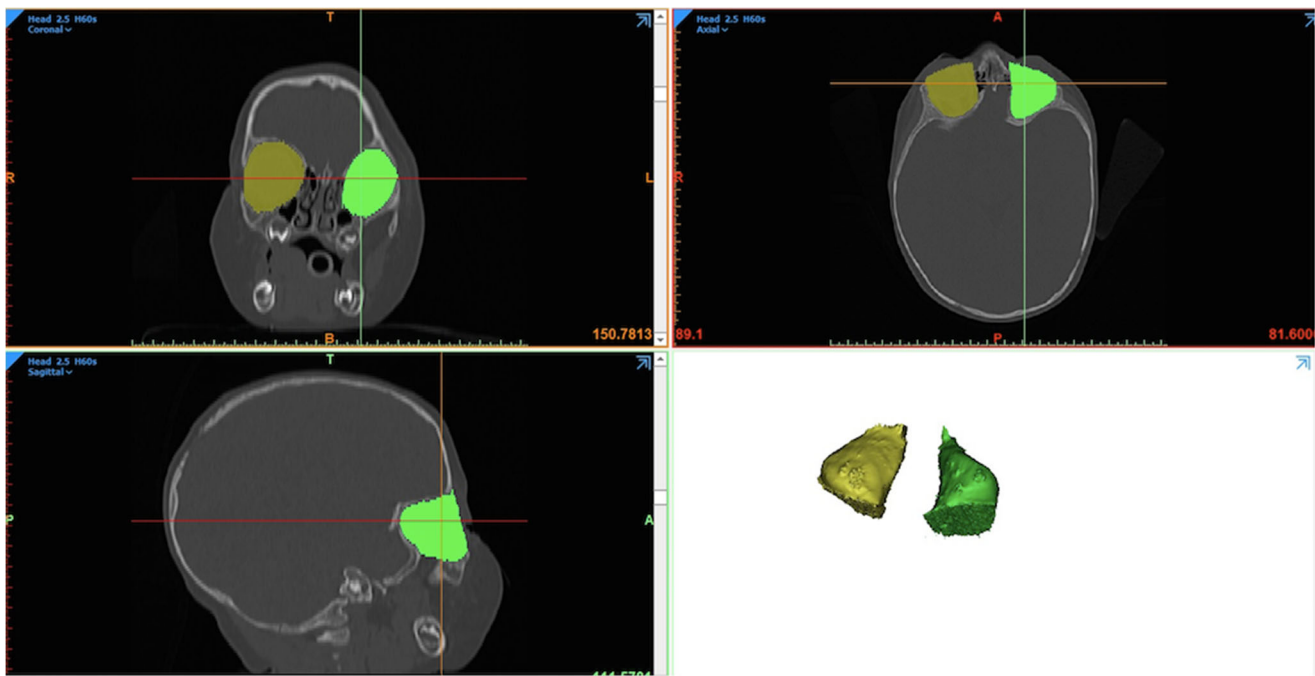 Head 2.5 H60s
Coronal
T
R
L
B
150.7813
Head 2.5 H60s
Axial
A
R
P
89.1
81.600
Head 2.5 H60s
Sagittal
T
P
A